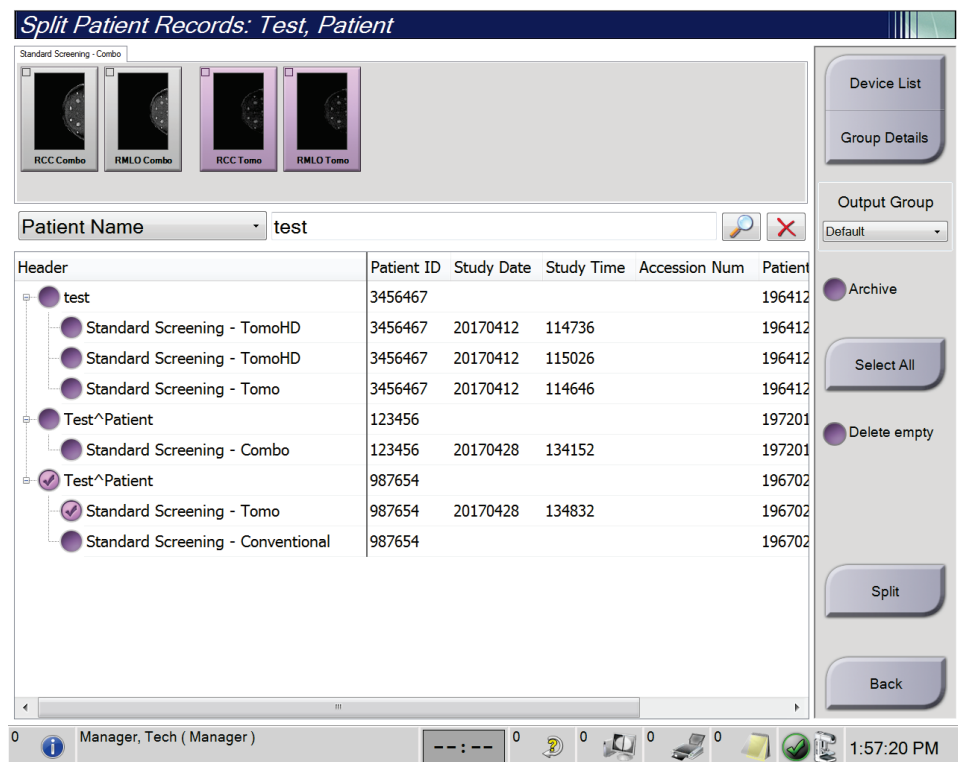 Split Patient Records: Test, Patient
Standard Screening - Combo
RCC Combo RMLO Combo RCC Tomo RMLO Tomo
Device List
Group Details
Output Group
Default
Patient Name test
Header Patient ID Study Date Study Time Accession Num Patient
test 3456467 196412
Standard Screening - TomoHD 3456467 20170412 114736 196412
Standard Screening - TomoHD 3456467 20170412 115026 196412
Standard Screening - Tomo 3456467 20170412 114646 196412
Test^Patient 123456 197201
Standard Screening - Combo 123456 20170428 134152 197201
Test^Patient 987654 196702
Standard Screening - Tomo 987654 20170428 134832 196702
Standard Screening - Conventional 987654 196702
Archive
Select All
Delete empty
Split
Back
0 Manager, Tech ( Manager ) --:-- 0 0 0 0 1:57:20 PM